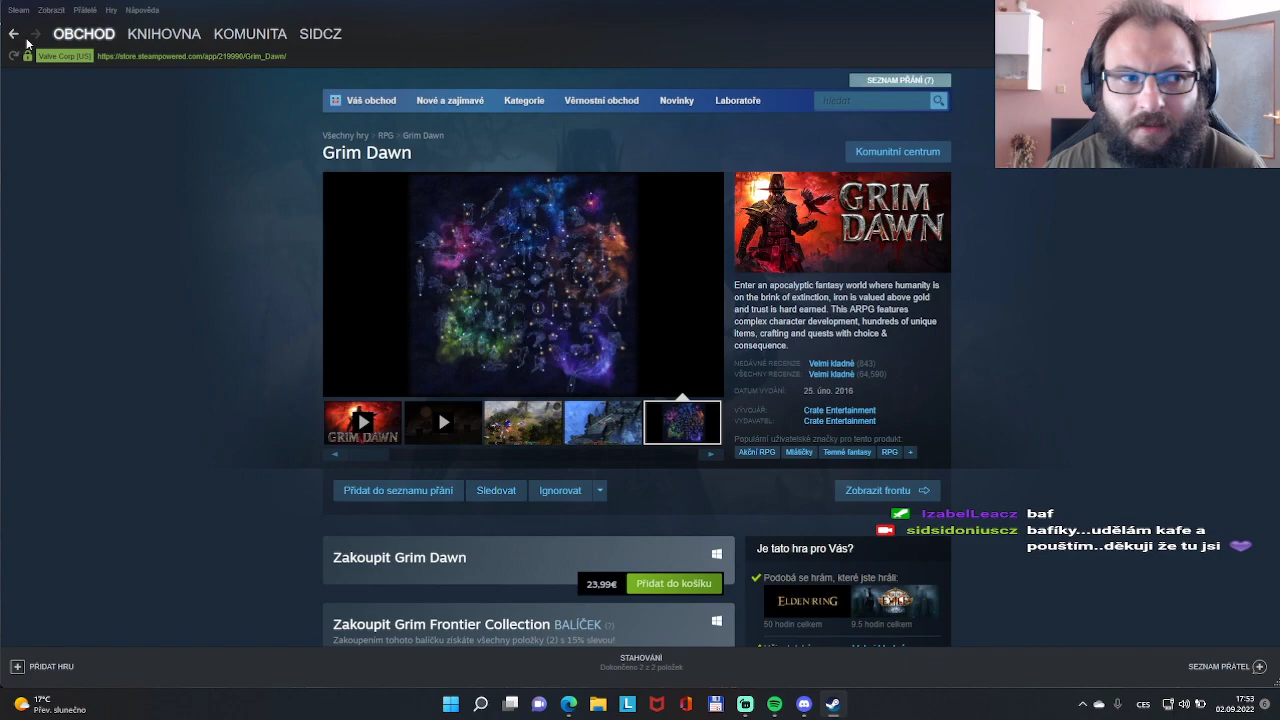 Steam Zobrazit Přátelé Hry Nápověda
OBCHOD KNIHOVNA KOMUNITA SIDCZ
Valve Corp [US] https://store.steampowered.com/app/219990/Grim_Dawn/
SEZNAM PŘÁNÍ (7)
Váš obchod Nové a zajímavé Kategorie Věrnostní obchod Novinky Laboratoře hledat
Všechny hry > RPG > Grim Dawn
Grim Dawn
Komunitní centrum
GRIM
DAWN
Enter an apocalyptic fantasy world where humanity is
on the brink of extinction, iron is valued above gold
and trust is hard earned. This ARPG features
complex character development, hundreds of unique
items, crafting and quests with choice &
consequence.
NEDÁVNÉ RECENZE: Velmi kladné (843)
VŠECHNY RECENZE: Velmi kladné (64,590)
DATUM VYDÁNÍ: 25. úno. 2016
VÝVOJÁŘ: Crate Entertainment
VYDAVATEL: Crate Entertainment
Populární uživatelské značky pro tento produkt:
Akční RPG Mlátičky Temné fantasy RPG +
GRIM DAWN
Přidat do seznamu přání Sledovat Ignorovat Zobrazit frontu
IzabelLeacz baf
sidsidoniuscz bafíky...udělám kafe a
pouštím..děkuji že tu jsi
Zakoupit Grim Dawn
23,99€ Přidat do košíku
Je tato hra pro Vás?
Podobá se hrám, které jste hráli:
ELDEN RING
50 hodin celkem 9.5 hodin celkem
Zakoupit Grim Frontier Collection BALÍČEK (?)
Zakoupením tohoto balíčku získáte všechny položky (2) s 15% slevou!
PŘIDAT HRU
STAHOVÁNÍ
Dokončeno 2 z 2 položek
SEZNAM PŘÁTEL
17°C
Přev. slunečno
17:53
02.09.2022